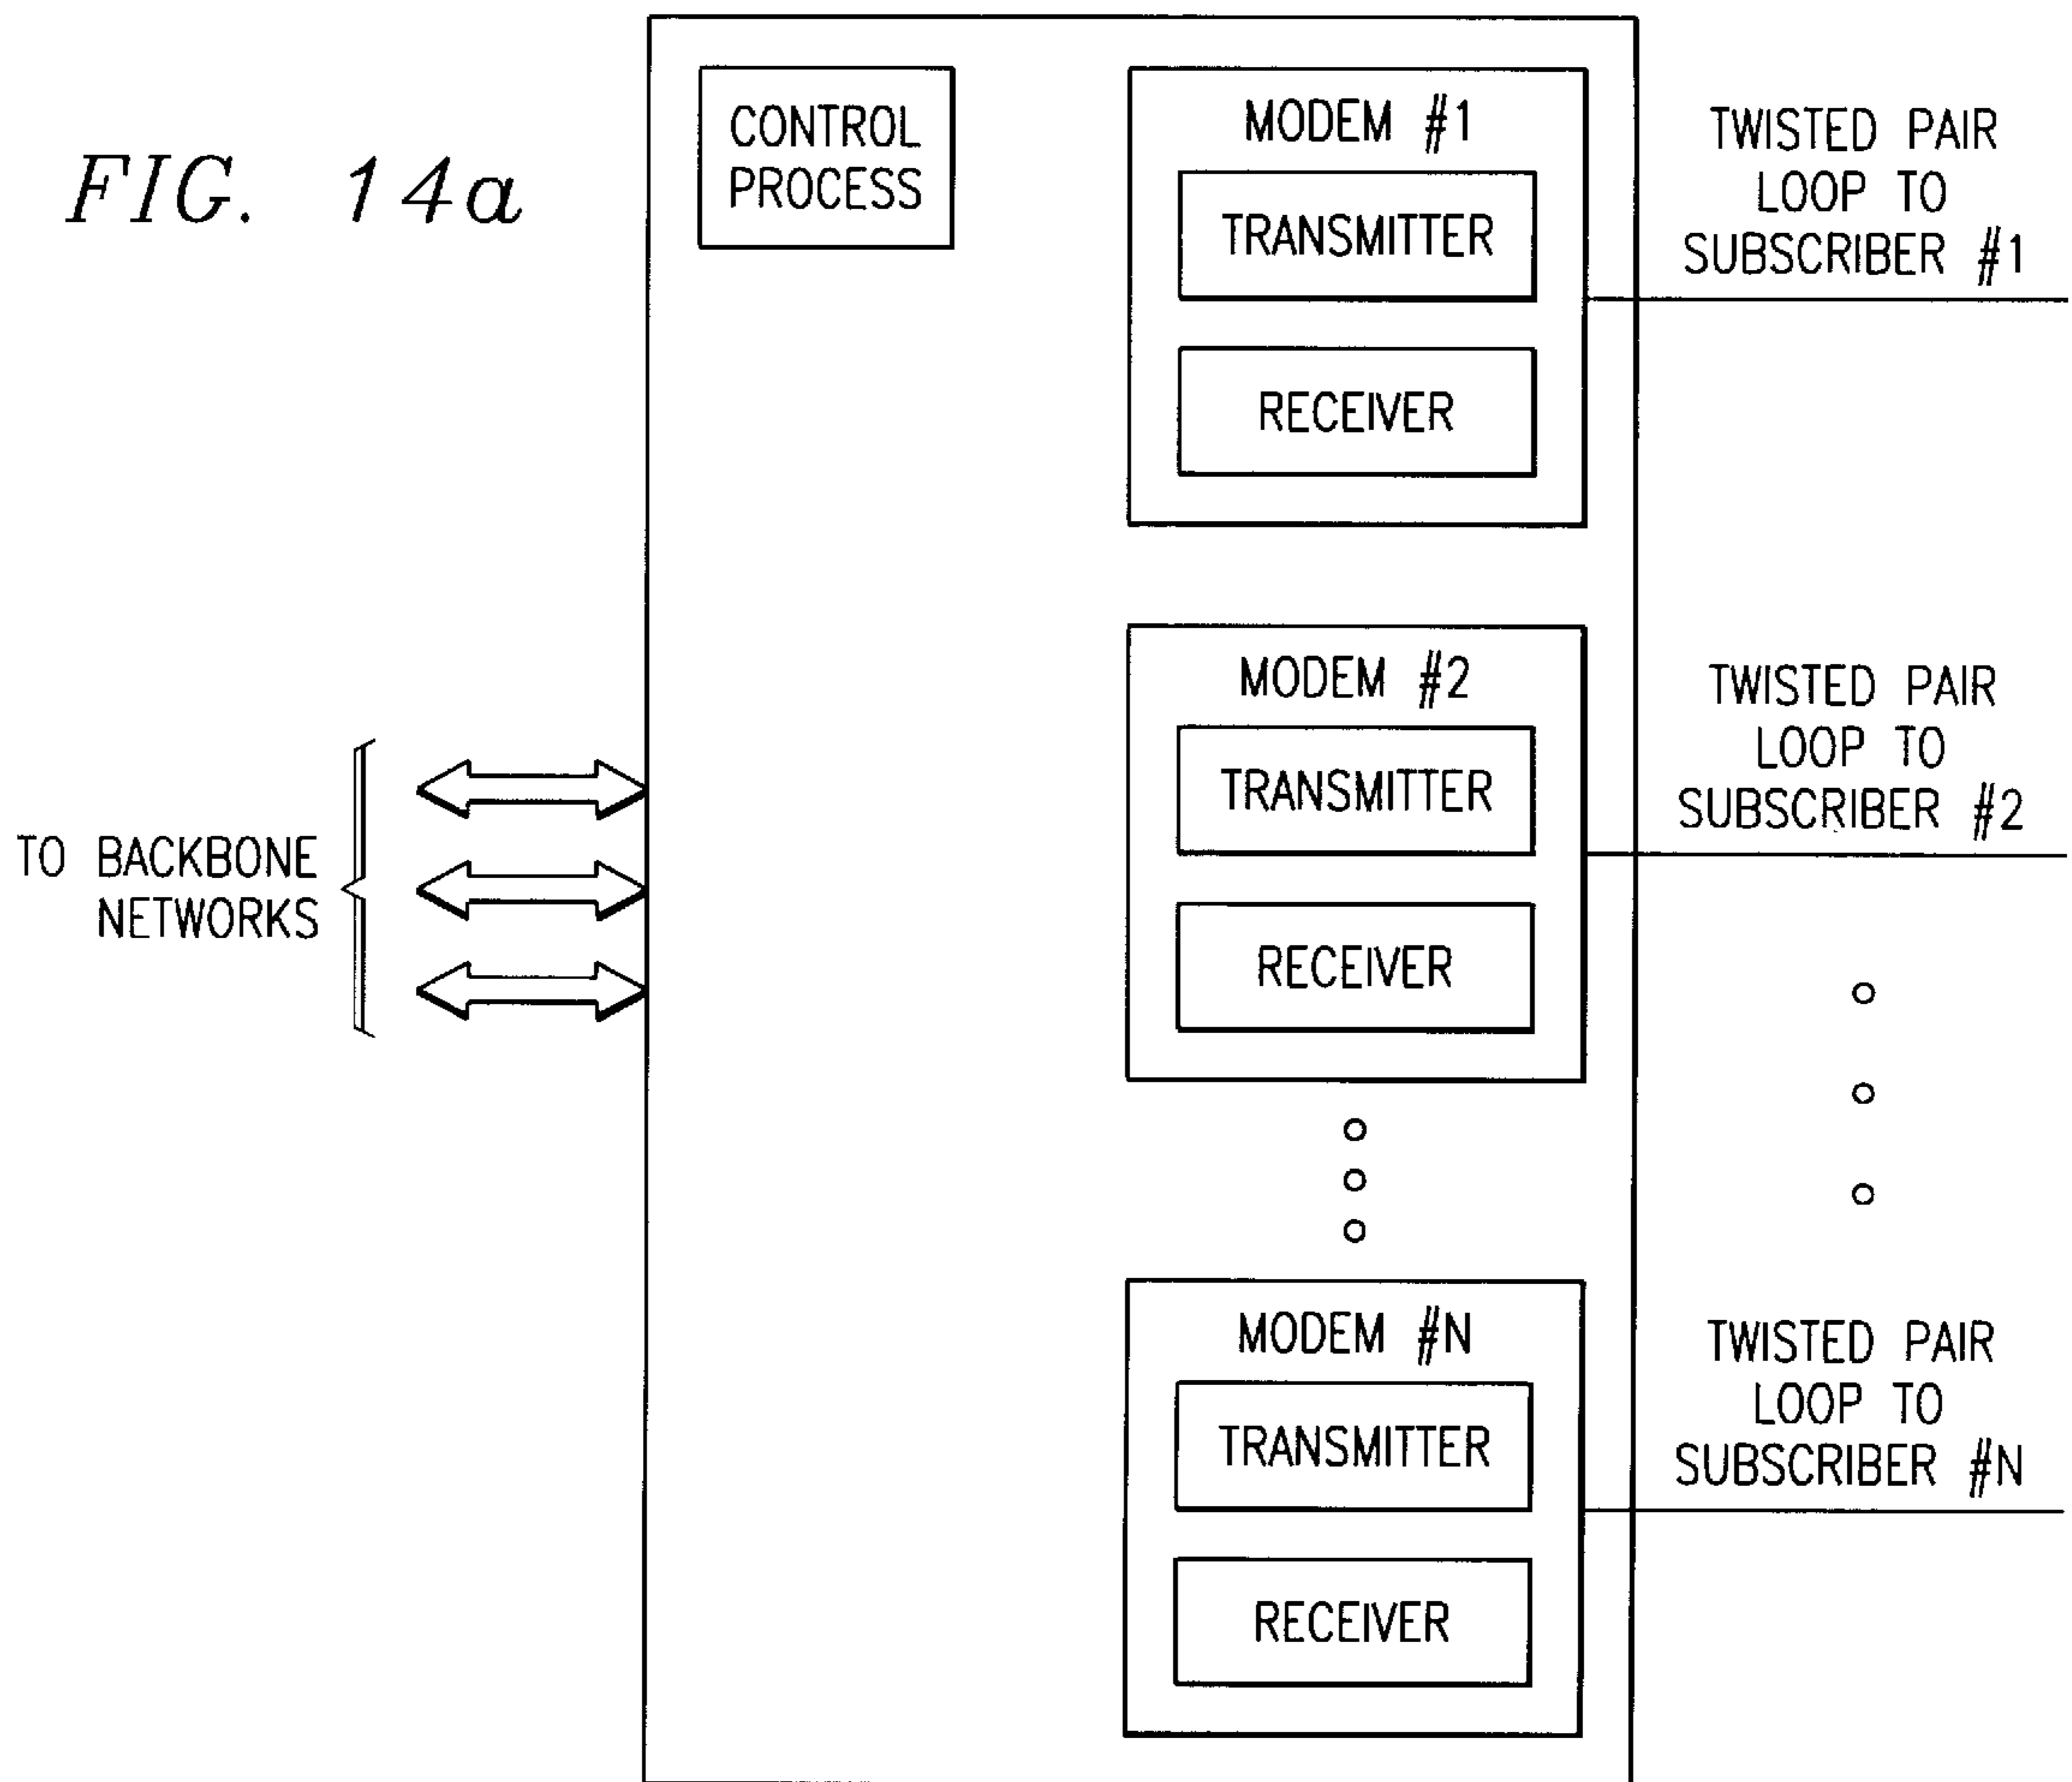 FIG. 14a
CONTROL
PROCESS
MODEM #1
TRANSMITTER
RECEIVER
TWISTED PAIR
LOOP TO
SUBSCRIBER #1
MODEM #2
TRANSMITTER
RECEIVER
TWISTED PAIR
LOOP TO
SUBSCRIBER #2
TO BACKBONE
NETWORKS
MODEM #N
TRANSMITTER
RECEIVER
TWISTED PAIR
LOOP TO
SUBSCRIBER #N